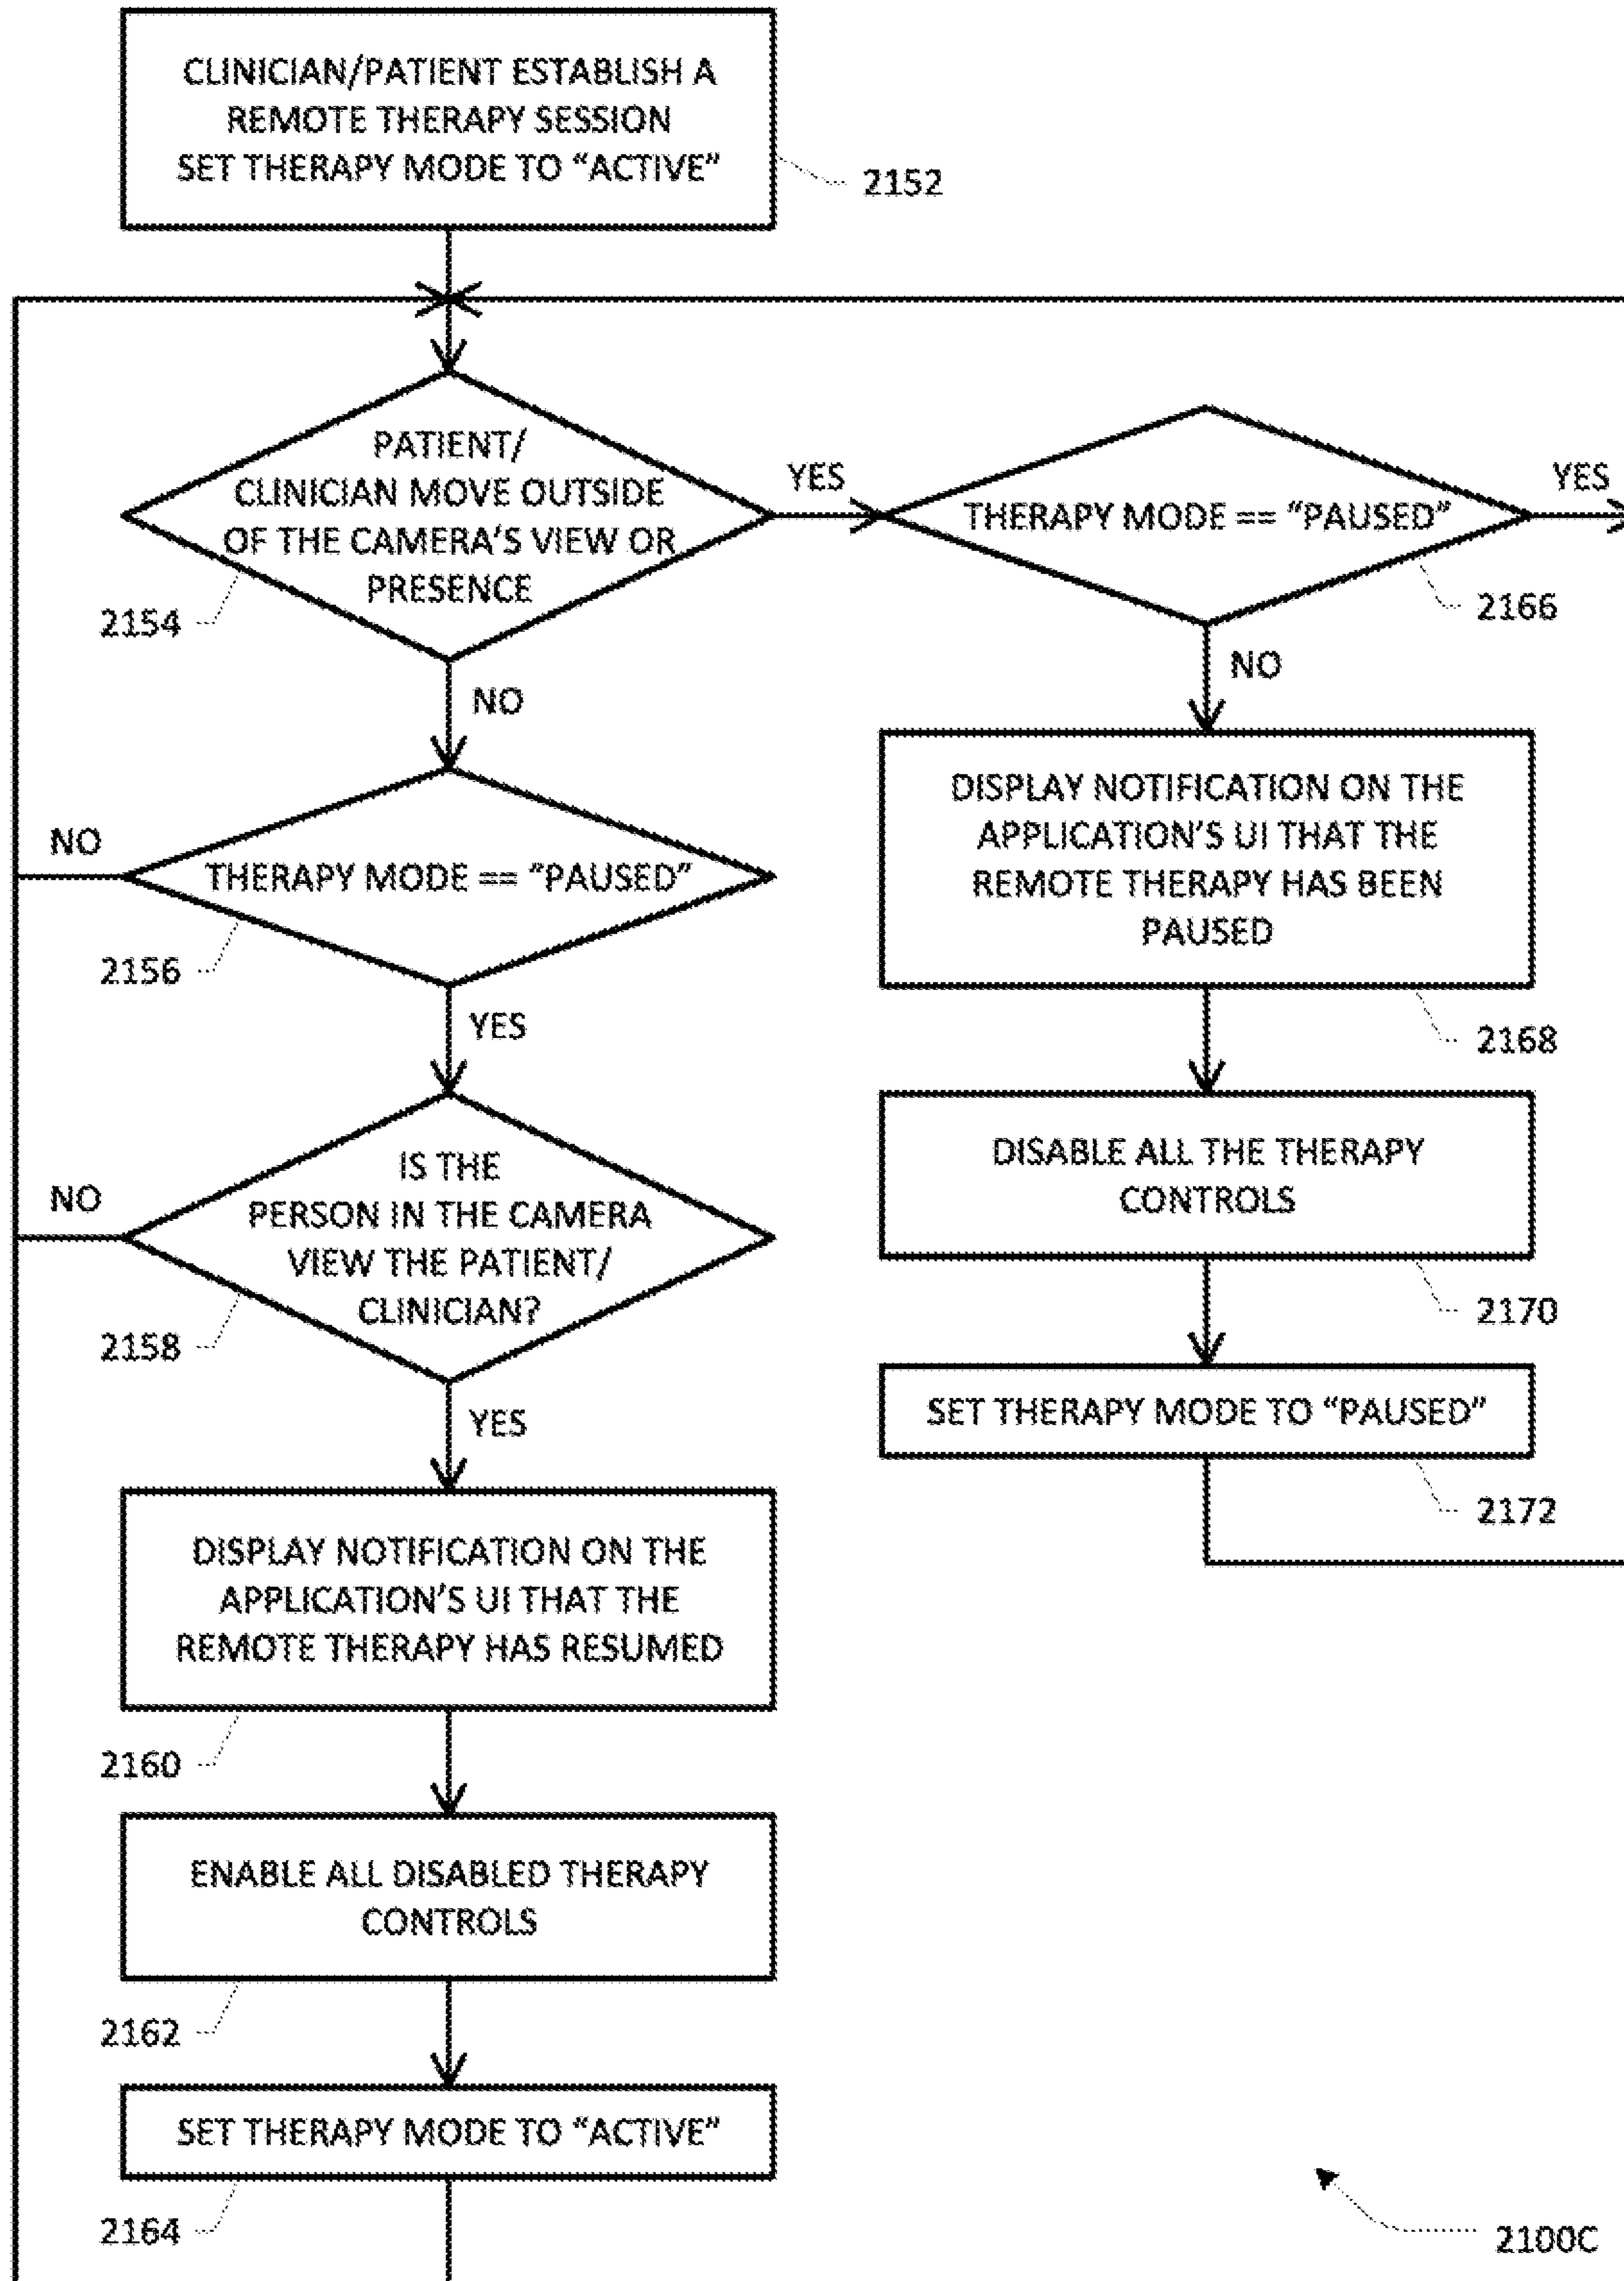 CLINICIAN/PATIENT ESTABLISH A
REMOTE THERAPY SESSION
SET THERAPY MODE TO “ACTIVE”
2152
PATIENT/
CLINICIAN MOVE OUTSIDE
OF THE CAMERA’S VIEW OR
PRESENCE
2154
YES
THERAPY MODE == “PAUSED”
YES
2166
NO
NO
THERAPY MODE == “PAUSED”
NO
2156
YES
DISPLAY NOTIFICATION ON THE
APPLICATION’S UI THAT THE
REMOTE THERAPY HAS BEEN
PAUSED
2168
IS THE
PERSON IN THE CAMERA
VIEW THE PATIENT/
CLINICIAN?
NO
2158
YES
DISABLE ALL THE THERAPY
CONTROLS
2170
SET THERAPY MODE TO “PAUSED”
2172
DISPLAY NOTIFICATION ON THE
APPLICATION’S UI THAT THE
REMOTE THERAPY HAS RESUMED
2160
ENABLE ALL DISABLED THERAPY
CONTROLS
2162
SET THERAPY MODE TO “ACTIVE”
2164
2100C